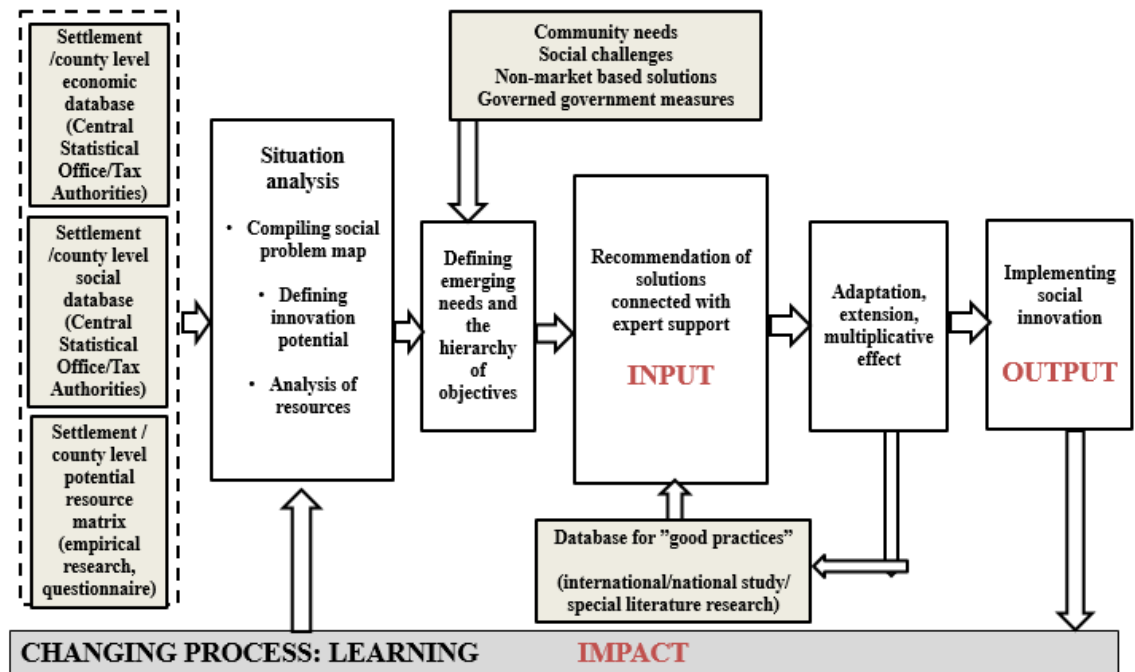 Settlement
/county level
economic
database
(Central
Statistical
Office/Tax
Authorities)
Settlement
/county level
social
database
(Central
Statistical
Office/Tax
Authorities)
Settlement /
county level
potential
resource
matrix
(empirical
research,
questionnaire)
Situation
analysis
• Compiling social
problem map
• Defining
innovation
potential
• Analysis of
resources
Community needs
Social challenges
Non-market based solutions
Governed government measures
Defining
emerging
needs and
the
hierarchy
of
objectives
Recommendation of
solutions
connected with
expert support
INPUT
Database for ”good practices”
(international/national study/
special literature research)
Adaptation,
extension,
multiplicative
effect
Implementing
social
innovation
OUTPUT
CHANGING PROCESS: LEARNING IMPACT